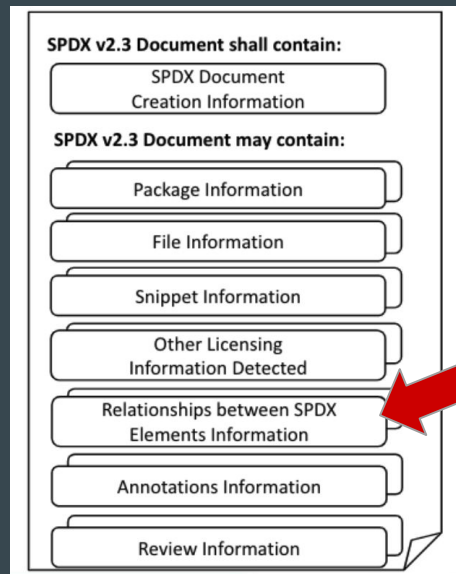 SPDX v2.3 Document shall contain:
SPDX Document
Creation Information
SPDX v2.3 Document may contain:
Package Information
File Information
Snippet Information
Other Licensing
Information Detected
Relationships between SPDX
Elements Information
Annotations Information
Review Information